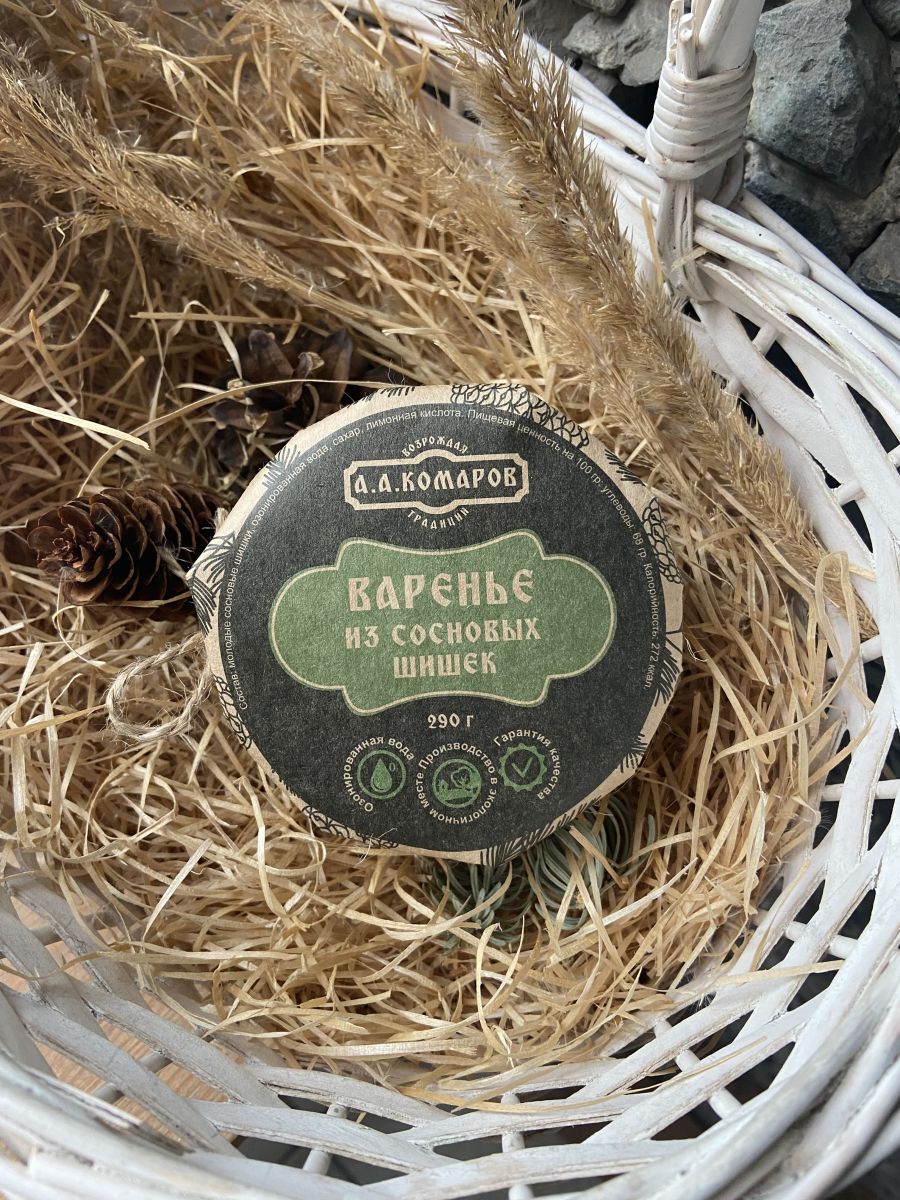 Состав: молодые сосновые шишки, озонированная вода, сахар, лимонная кислота. Пищевая ценность на 100 гр: углеводы: 68 гр. Калорийность: 272 ккал.
ВОЗРОЖДАЯ
А.А.КОМАРОВ
ТРАДИЦИИ
ВАРЕНЬЕ
ИЗ СОСНОВЫХ
ШИШЕК
290 г
Озонированная вода
Производство в экологичном месте
Гарантия качества